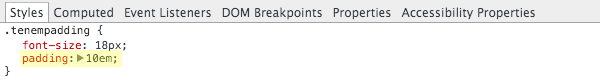 Styles Computed Event Listeners DOM Breakpoints Properties Accessibility Properties
.tenempadding {
font-size: 18px;
padding:▶10em;
}